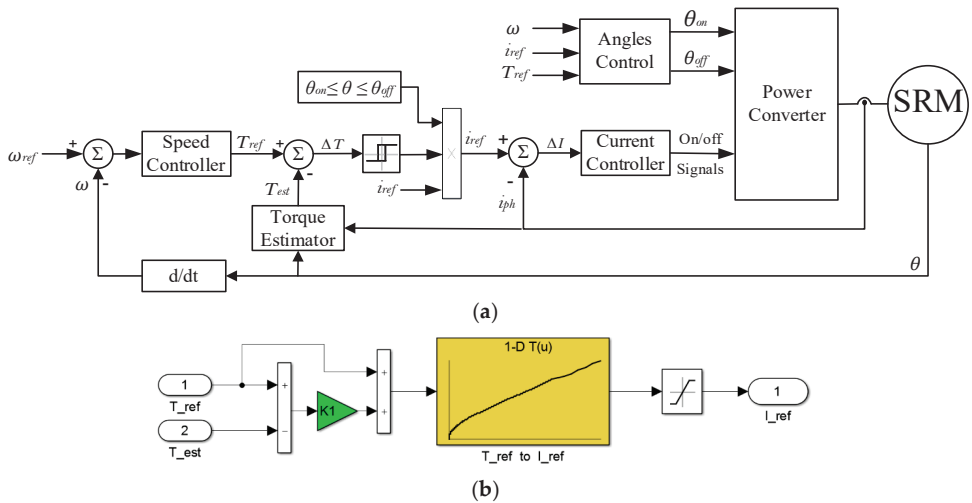 ω
i_ref
T_ref
Angles
Control
θ_on
θ_off
Power
Converter
SRM
θ_on ≤ θ ≤ θ_off
ω_ref
+
Σ
-
ω
Speed
Controller
T_ref
+
Σ
-
ΔT
T_est
i_ref
X
i_ref
+
Σ
-
ΔI
i_ph
Current
Controller
On/off
Signals
Torque
Estimator
d/dt
θ
(a)
1
T_ref
2
T_est
+
−
K1
+
+
1-D T(u)
T_ref to I_ref
1
I_ref
(b)